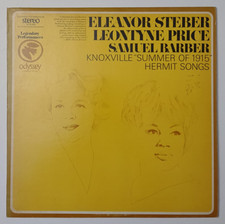 stereo
ELEANOR STEBER
LEONTYNE PRICE
SAMUEL BARBER
KNOXVILLE "SUMMER OF 1915"
HERMIT SONGS
Legendary
Performances
odyssey